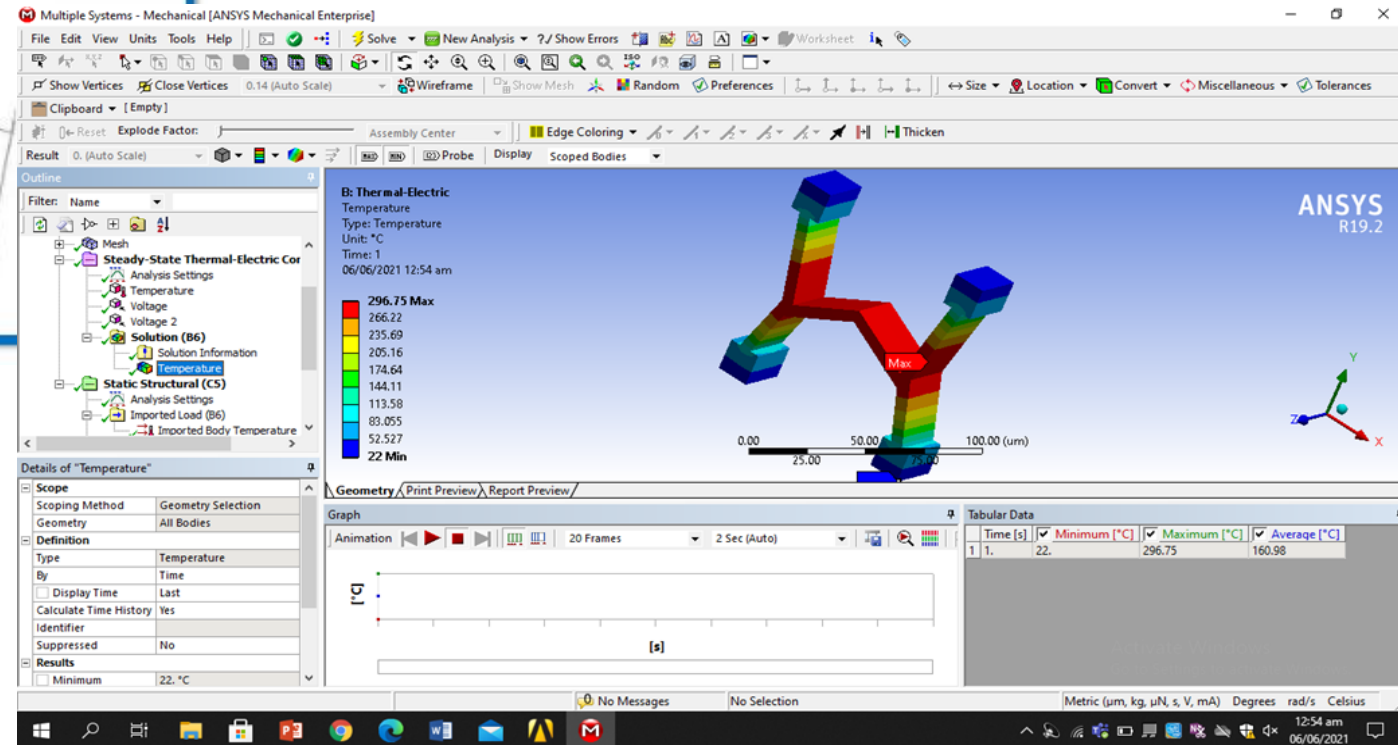 Multiple Systems - Mechanical [ANSYS Mechanical Enterprise]
File Edit View Units Tools Help Solve New Analysis ?/ Show Errors Worksheet
Show Vertices Close Vertices 0.14 (Auto Scale) Wireframe Show Mesh Random Preferences Size Location Convert Miscellaneous Tolerances
Clipboard [Empty]
Reset Explode Factor: Assembly Center Edge Coloring Thicken
Result 0. (Auto Scale) MAX MIN Probe Display Scoped Bodies
Outline
Filter: Name
Mesh
Steady-State Thermal-Electric Cor
Analysis Settings
Temperature
Voltage
Voltage 2
Solution (B6)
Solution Information
Temperature
Static Structural (C5)
Analysis Settings
Imported Load (B6)
Imported Body Temperature
Details of "Temperature"
Scope
Scoping Method Geometry Selection
Geometry All Bodies
Definition
Type Temperature
By Time
Display Time Last
Calculate Time History Yes
Identifier
Suppressed No
Results
Minimum 22. °C
B: Thermal-Electric
Temperature
Type: Temperature
Unit: °C
Time: 1
06/06/2021 12:54 am
296.75 Max
266.22
235.69
205.16
174.64
144.11
113.58
83.055
52.527
22 Min
Max
ANSYS
R19.2
Y
Z
X
0.00 50.00 100.00 (um)
25.00 75.00
Geometry Print Preview Report Preview
Graph
Animation 20 Frames 2 Sec (Auto)
[°C]
[s]
Tabular Data
Time [s] Minimum [°C] Maximum [°C] Average [°C]
1 1. 22. 296.75 160.98
Activate Windows
No Messages No Selection Metric (µm, kg, µN, s, V, mA) Degrees rad/s Celsius
12:54 am
06/06/2021